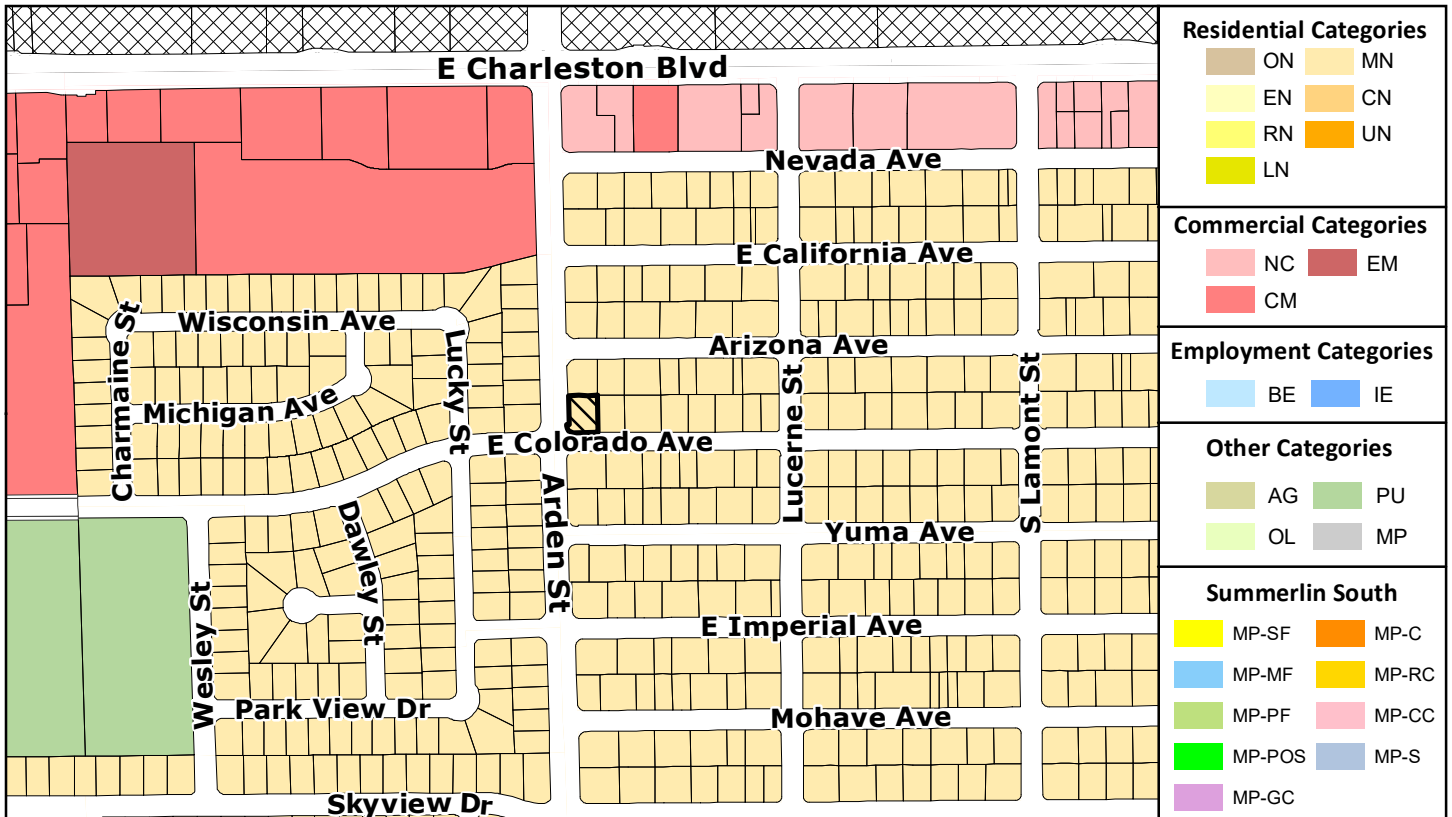 E Charleston Blvd
Nevada Ave
E California Ave
Wisconsin Ave
Charmaine St
Lucky St
Arizona Ave
Michigan Ave
Lucerne St
S Lamont St
E Colorado Ave
Arden St
Dawley St
Yuma Ave
Wesley St
E Imperial Ave
Park View Dr
Mohave Ave
Skyview Dr
Residential Categories
ON MN
EN CN
RN UN
LN
Commercial Categories
NC EM
CM
Employment Categories
BE IE
Other Categories
AG PU
OL MP
Summerlin South
MP-SF MP-C
MP-MF MP-RC
MP-PF MP-CC
MP-POS MP-S
MP-GC